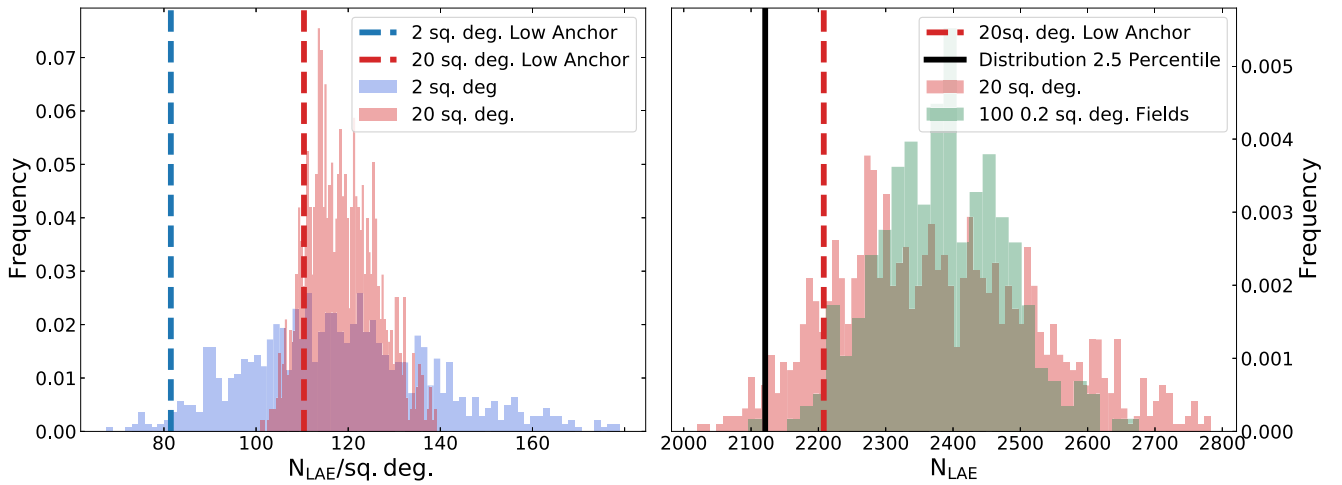 2 sq. deg. Low Anchor
20 sq. deg. Low Anchor
2 sq. deg
20 sq. deg.
0.07
0.06
0.05
0.04
0.03
0.02
0.01
0.00
Frequency
80
100
120
140
160
N_LAE/sq. deg.
20sq. deg. Low Anchor
Distribution 2.5 Percentile
20 sq. deg.
100 0.2 sq. deg. Fields
0.005
0.004
0.003
0.002
0.001
0.000
Frequency
2000
2100
2200
2300
2400
2500
2600
2700
2800
N_LAE